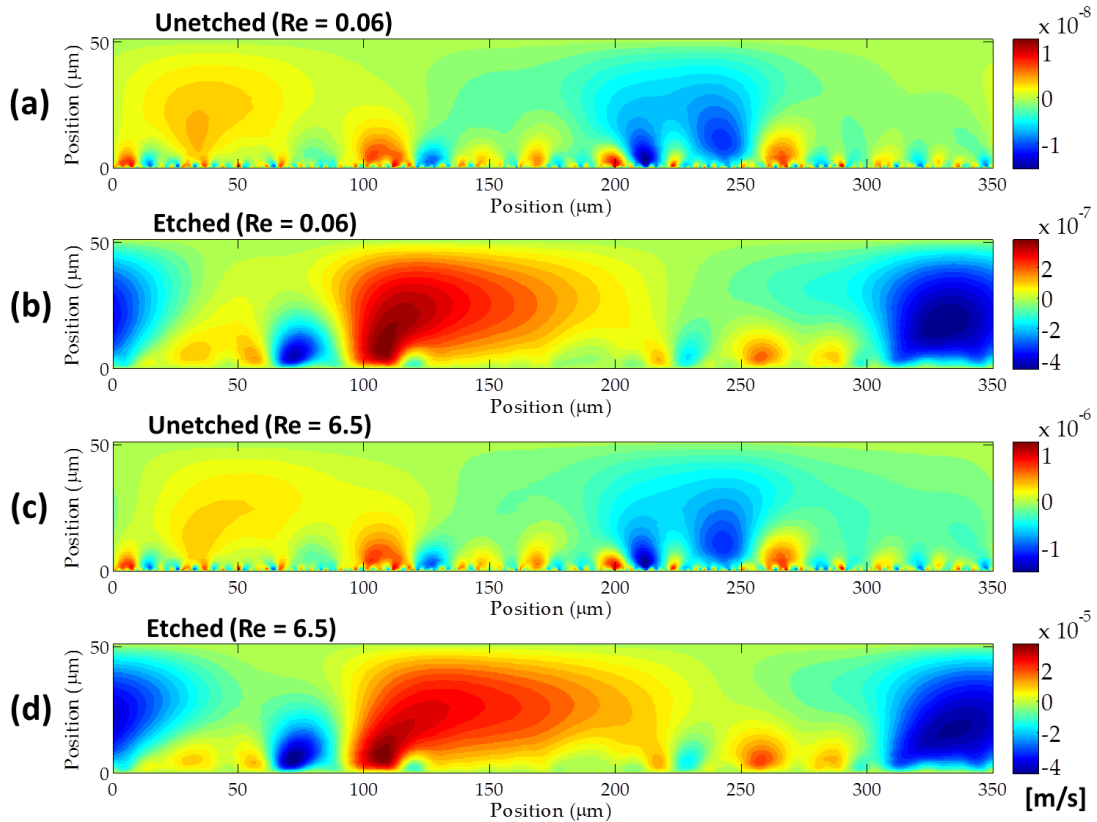 Unetched (Re = 0.06)
x 10⁻⁸
(a)
Position (μm)
50
0
1
0
-1
0 50 100 150 200 250 300 350
Position (μm)
Etched (Re = 0.06)
x 10⁻⁷
(b)
Position (μm)
50
0
2
0
-2
-4
0 50 100 150 200 250 300 350
Position (μm)
Unetched (Re = 6.5)
x 10⁻⁶
(c)
Position (μm)
50
0
1
0
-1
0 50 100 150 200 250 300 350
Position (μm)
Etched (Re = 6.5)
x 10⁻⁵
(d)
Position (μm)
50
0
2
0
-2
-4
0 50 100 150 200 250 300 350
Position (μm)
[m/s]